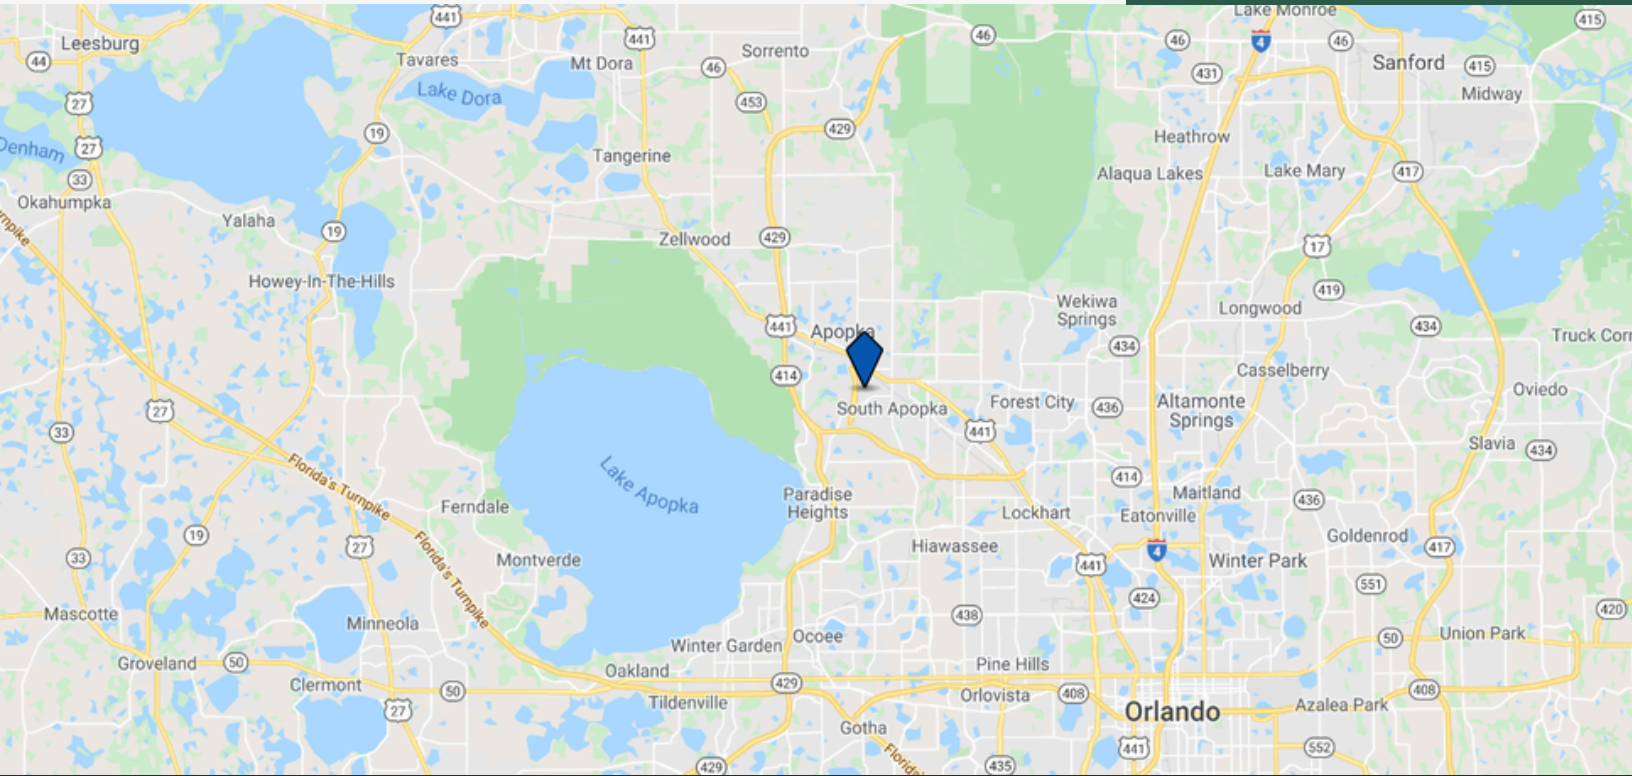 441
Lake Monroe
415
44
Leesburg
Tavares
441
Mt Dora
46
Sorrento
46
46
4
46
Sanford
415
431
Midway
27
Lake Dora
453
19
429
Heathrow
27
Denham
Tangerine
Alaqua Lakes
Lake Mary
417
33
Okahumpka
Yalaha
19
rnpike
Zellwood
429
17
Howey-In-The-Hills
419
Wekiwa
Springs
Longwood
441
Apopka
434
434
Truck Corr
414
Casselberry
Oviedo
27
33
South Apopka
Forest City
436
Altamonte
Springs
441
Slavia
434
Florida's Turnpike
Lake Apopka
414
Paradise
Heights
Maitland
436
Ferndale
Lockhart
Eatonville
19
27
Florida's Turnpike
Hiawassee
4
Goldenrod
417
33
Montverde
441
Winter Park
551
424
Mascotte
Minneola
438
420
Winter Garden
Ocoee
50
Union Park
Groveland
50
Clermont
Oakland
Pine Hills
50
429
Tildenville
Orlovista
408
408
27
Orlando
Azalea Park
Gotha
441
552
Florida'
429
435